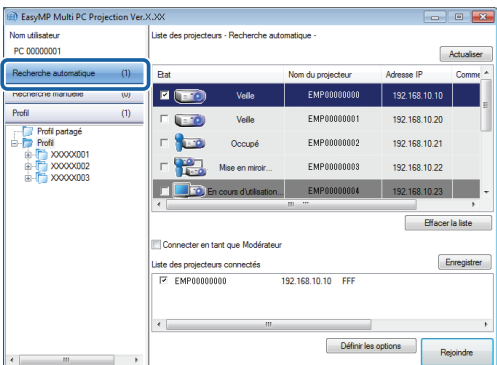 EasyMP Multi PC Projection Ver.X.XX
Nom utilisateur
PC 00000001
Recherche automatique (1)
Recherche manuelle (0)
Profil (1)
Profil partagé
Profil
XXXXX001
XXXXX002
XXXXX003
Liste des projecteurs - Recherche automatique -
Actualiser
Etat Nom du projecteur Adresse IP Comme
Veille EMP00000000 192.168.10.10
Veille EMP00000001 192.168.10.20
Occupé EMP00000002 192.168.10.21
Mise en miroir... EMP00000003 192.168.10.22
En cours d'utilisation... EMP00000004 192.168.10.23
Effacer la liste
Connecter en tant que Modérateur
Liste des projecteurs connectés
Enregistrer
EMP00000000 192.168.10.10 FFF
Définir les options
Rejoindre